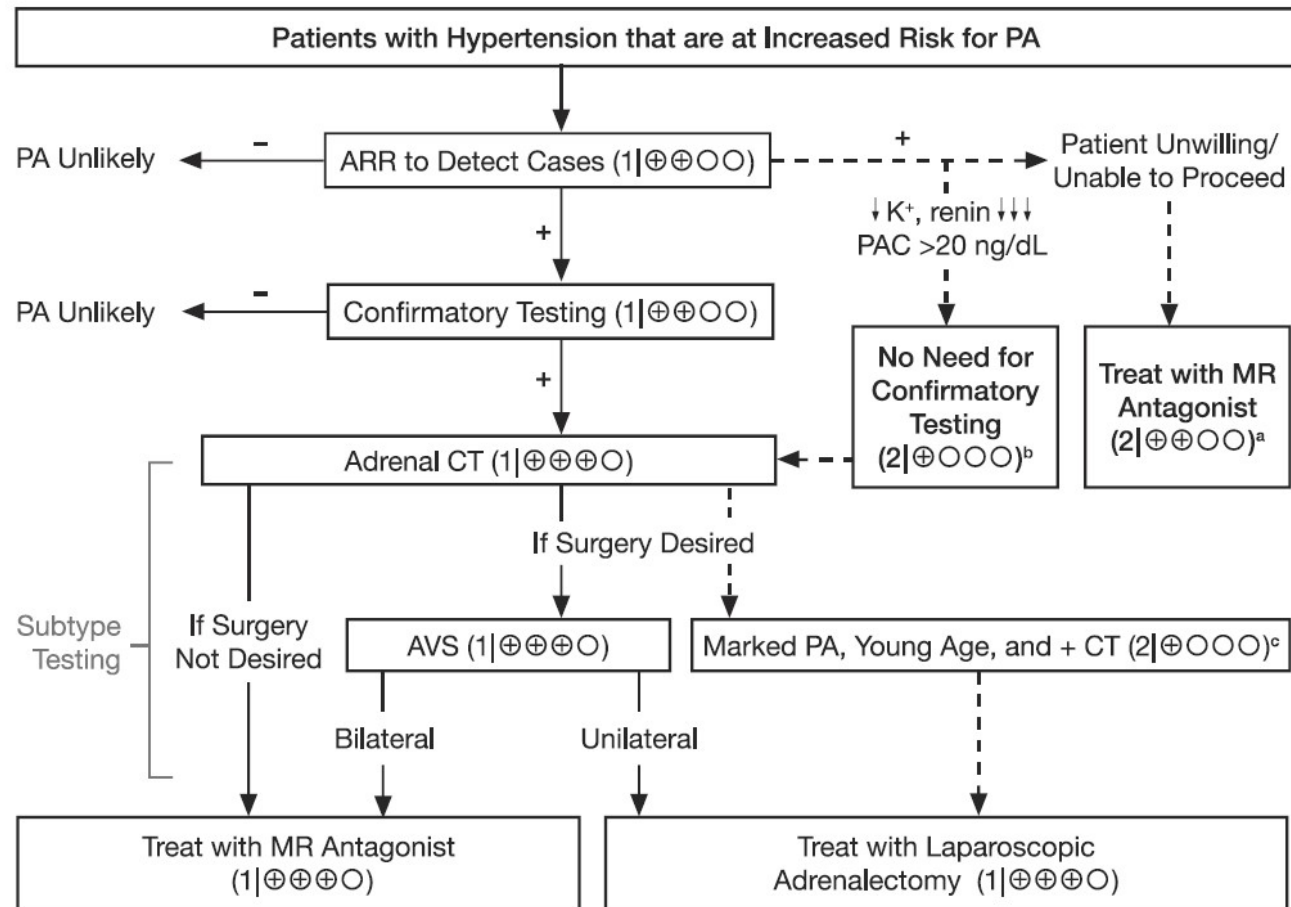 Patients with Hypertension that are at Increased Risk for PA
PA Unlikely
−
ARR to Detect Cases (1|⊕⊕○○)
+
Patient Unwilling/
Unable to Proceed
↓K⁺, renin ↓↓↓
PAC >20 ng/dL
+
PA Unlikely
−
Confirmatory Testing (1|⊕⊕○○)
No Need for
Confirmatory
Testing
(2|⊕○○○)ᵇ
Treat with MR
Antagonist
(2|⊕⊕○○)ᵃ
+
Adrenal CT (1|⊕⊕⊕○)
If Surgery Desired
Subtype
Testing
If Surgery
Not Desired
AVS (1|⊕⊕⊕○)
Marked PA, Young Age, and + CT (2|⊕○○○)ᶜ
Bilateral
Unilateral
Treat with MR Antagonist
(1|⊕⊕⊕○)
Treat with Laparoscopic
Adrenalectomy (1|⊕⊕⊕○)